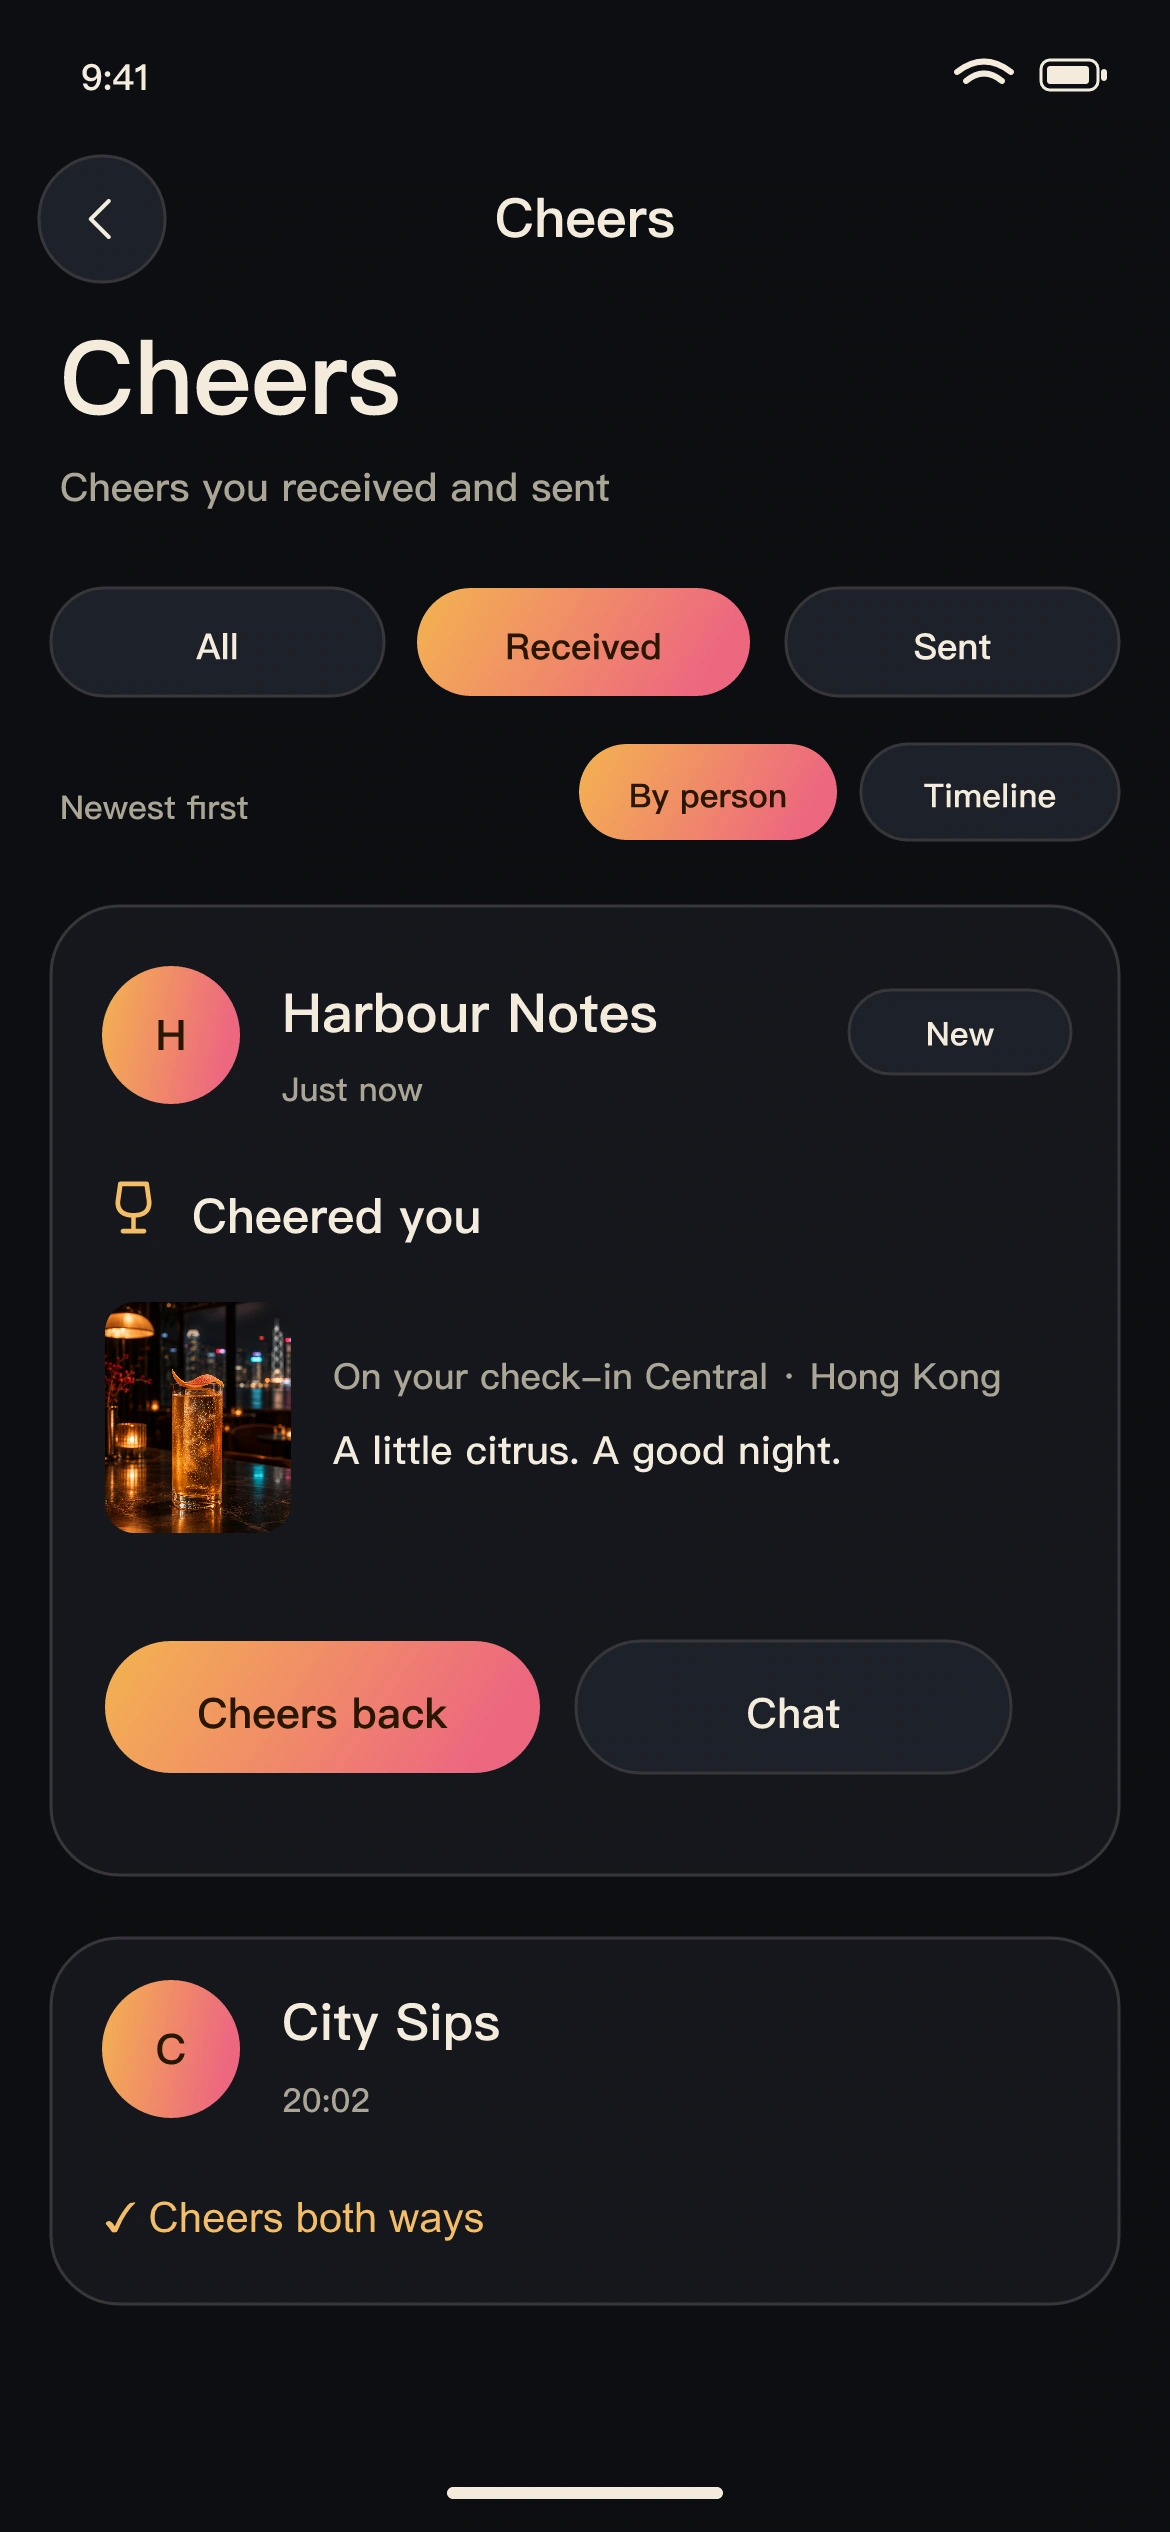 9:41
Cheers
Cheers
Cheers you received and sent
All
Received
Sent
Newest first
By person
Timeline
H
Harbour Notes
New
Just now
Cheered you
On your check-in Central · Hong Kong
A little citrus. A good night.
Cheers back
Chat
C
City Sips
20:02
✓ Cheers both ways